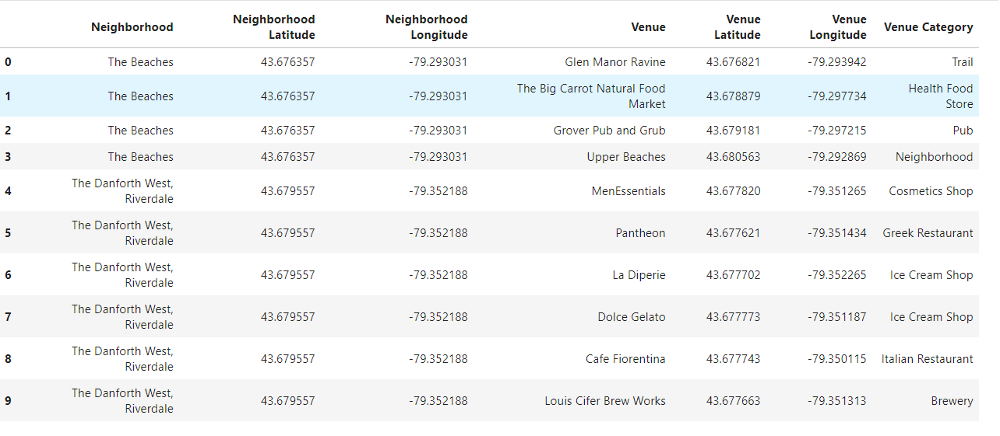 Neighborhood Neighborhood Latitude Neighborhood Longitude Venue Venue Latitude Venue Longitude Venue Category
0 The Beaches 43.676357 -79.293031 Glen Manor Ravine 43.676821 -79.293942 Trail
1 The Beaches 43.676357 -79.293031 The Big Carrot Natural Food Market 43.678879 -79.297734 Health Food Store
2 The Beaches 43.676357 -79.293031 Grover Pub and Grub 43.679181 -79.297215 Pub
3 The Beaches 43.676357 -79.293031 Upper Beaches 43.680563 -79.292869 Neighborhood
4 The Danforth West, Riverdale 43.679557 -79.352188 MenEssentials 43.677820 -79.351265 Cosmetics Shop
5 The Danforth West, Riverdale 43.679557 -79.352188 Pantheon 43.677621 -79.351434 Greek Restaurant
6 The Danforth West, Riverdale 43.679557 -79.352188 La Diperie 43.677702 -79.352265 Ice Cream Shop
7 The Danforth West, Riverdale 43.679557 -79.352188 Dolce Gelato 43.677773 -79.351187 Ice Cream Shop
8 The Danforth West, Riverdale 43.679557 -79.352188 Cafe Fiorentina 43.677743 -79.350115 Italian Restaurant
9 The Danforth West, Riverdale 43.679557 -79.352188 Louis Cifer Brew Works 43.677663 -79.351313 Brewery